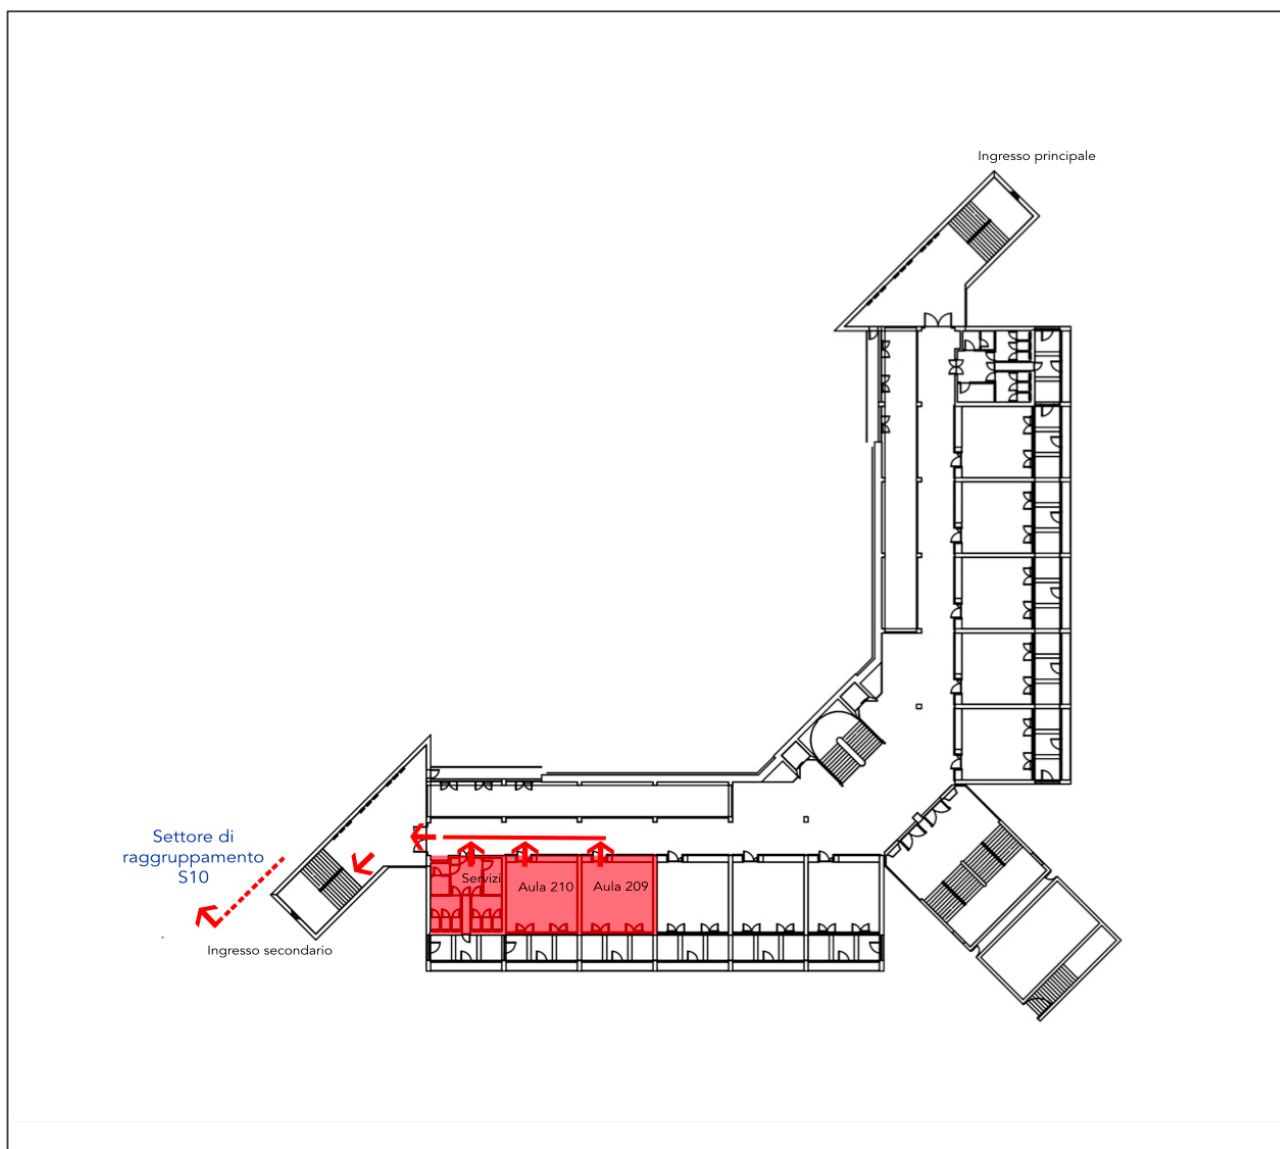 Ingresso principale
Settore di
raggruppamento
S10
Servizi
Aula 210
Aula 209
Ingresso secondario